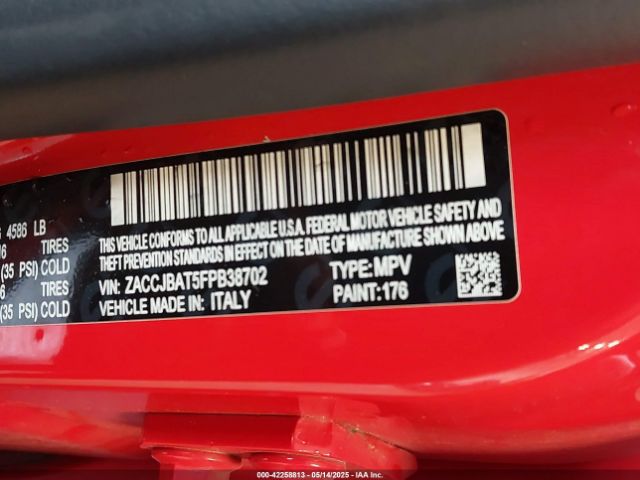 4586 LB
TIRES
(35 PSI) COLD
TIRES
(35 PSI) COLD
THIS VEHICLE CONFORMS TO ALL APPLICABLE U.S.A. FEDERAL MOTOR VEHICLE SAFETY AND
THEFT PREVENTION STANDARDS IN EFFECT ON THE DATE OF MANUFACTURE SHOWN ABOVE.
VIN: ZACCJBAT5FPB38702 TYPE: MPV
VEHICLE MADE IN: ITALY PAINT: 176
000-42258813 - 05/14/2025 - IAAI.COM